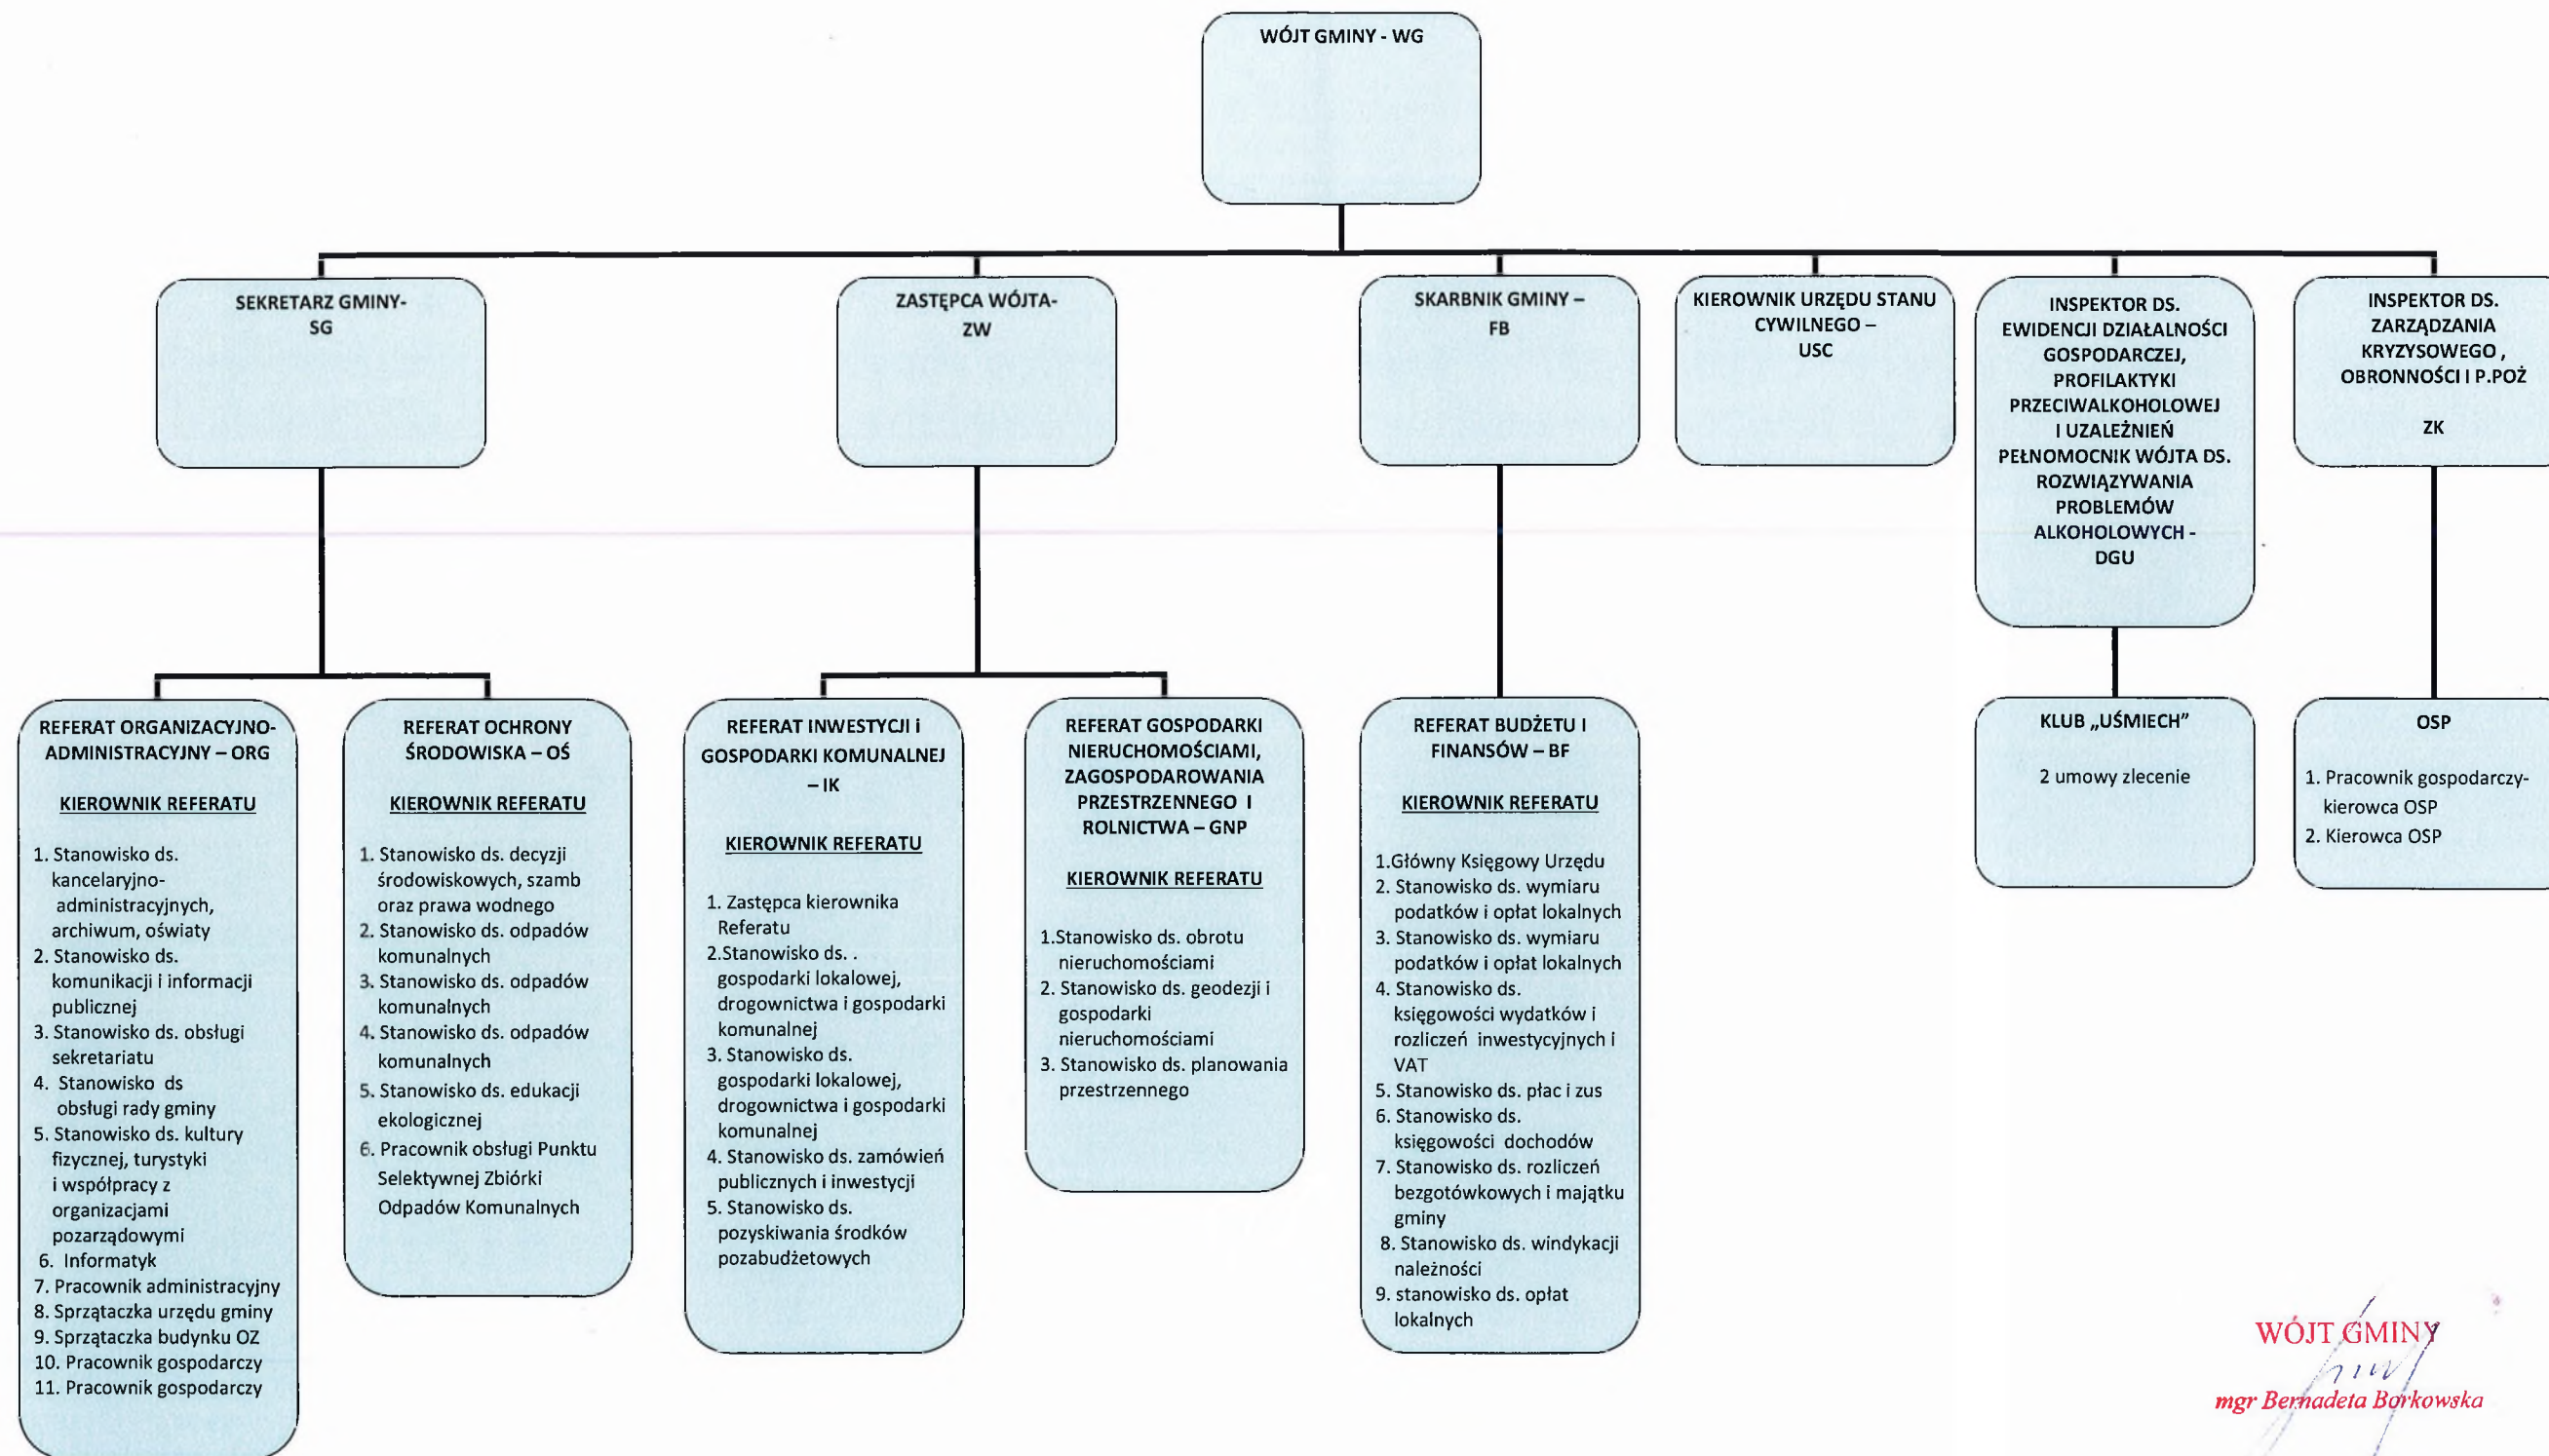 WÓJT GMINY - WG
SEKRETARZ GMINY-
SG
ZASTĘPCA WÓJTA-
ZW
SKARBNIK GMINY –
FB
KIEROWNIK URZĘDU STANU
CYWILNEGO –
USC
INSPEKTOR DS.
EWIDENCJI DZIAŁALNOŚCI
GOSPODARCZEJ,
PROFILAKTYKI
PRZECIWALKOHOLOWEJ
I UZALEŻNIEŃ
PEŁNOMOCNIK WÓJTA DS.
ROZWIĄZYWANIA
PROBLEMÓW
ALKOHOLOWYCH -
DGU
INSPEKTOR DS.
ZARZĄDZANIA
KRYZYSOWEGO ,
OBRONNOŚCI I P.POŻ
ZK
REFERAT ORGANIZACYJNO-
ADMINISTRACYJNY – ORG
KIEROWNIK REFERATU
1. Stanowisko ds.
kancelaryjno-
administracyjnych,
archiwum, oświaty
2. Stanowisko ds.
komunikacji i informacji
publicznej
3. Stanowisko ds. obsługi
sekretariatu
4. Stanowisko ds
obsługi rady gminy
5. Stanowisko ds. kultury
fizycznej, turystyki
i współpracy z
organizacjami
pozarządowymi
6. Informatyk
7. Pracownik administracyjny
8. Sprzątaczka urzędu gminy
9. Sprzątaczka budynku OZ
10. Pracownik gospodarczy
11. Pracownik gospodarczy
REFERAT OCHRONY
ŚRODOWISKA – OŚ
KIEROWNIK REFERATU
1. Stanowisko ds. decyzji
środowiskowych, szamb
oraz prawa wodnego
2. Stanowisko ds. odpadów
komunalnych
3. Stanowisko ds. odpadów
komunalnych
4. Stanowisko ds. odpadów
komunalnych
5. Stanowisko ds. edukacji
ekologicznej
6. Pracownik obsługi Punktu
Selektywnej Zbiórki
Odpadów Komunalnych
REFERAT INWESTYCJI i
GOSPODARKI KOMUNALNEJ
– IK
KIEROWNIK REFERATU
1. Zastępca kierownika
Referatu
2.Stanowisko ds. .
gospodarki lokalowej,
drogownictwa i gospodarki
komunalnej
3. Stanowisko ds.
gospodarki lokalowej,
drogownictwa i gospodarki
komunalnej
4. Stanowisko ds. zamówień
publicznych i inwestycji
5. Stanowisko ds.
pozyskiwania środków
pozabudżetowych
REFERAT GOSPODARKI
NIERUCHOMOŚCIAMI,
ZAGOSPODAROWANIA
PRZESTRZENNEGO I
ROLNICTWA – GNP
KIEROWNIK REFERATU
1.Stanowisko ds. obrotu
nieruchomościami
2. Stanowisko ds. geodezji i
gospodarki
nieruchomościami
3. Stanowisko ds. planowania
przestrzennego
REFERAT BUDŻETU I
FINANSÓW – BF
KIEROWNIK REFERATU
1.Główny Księgowy Urzędu
2. Stanowisko ds. wymiaru
podatków i opłat lokalnych
3. Stanowisko ds. wymiaru
podatków i opłat lokalnych
4. Stanowisko ds.
księgowości wydatków i
rozliczeń inwestycyjnych i
VAT
5. Stanowisko ds. płac i zus
6. Stanowisko ds.
księgowości dochodów
7. Stanowisko ds. rozliczeń
bezgotówkowych i majątku
gminy
8. Stanowisko ds. windykacji
należności
9. stanowisko ds. opłat
lokalnych
KLUB „UŚMIECH”
2 umowy zlecenie
OSP
1. Pracownik gospodarczy-
kierowca OSP
2. Kierowca OSP
WÓJT GMINY
mgr Bernadeta Borkowska